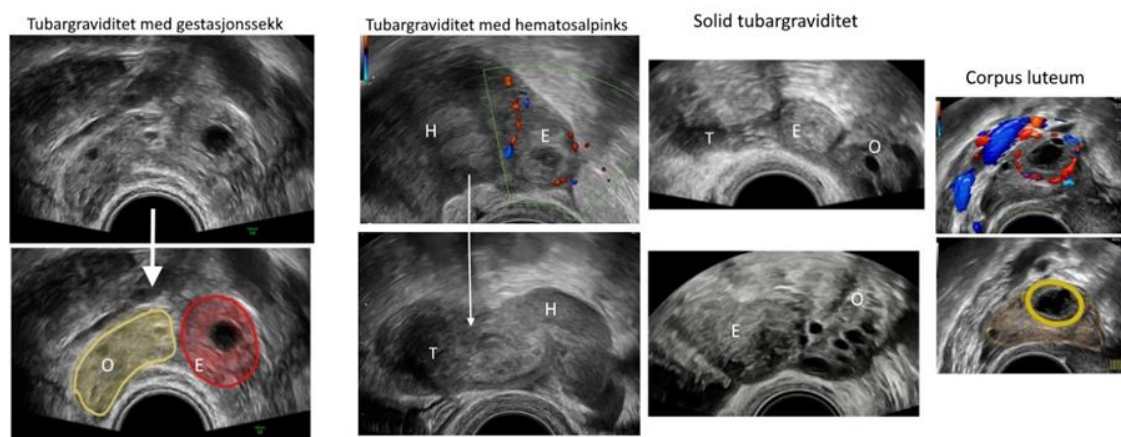 Tubargraviditet med gestasjonssekk
Tubargraviditet med hematosalpinks
Solid tubargraviditet
Corpus luteum
H
E
T
E
O
O
E
T
H
E
O